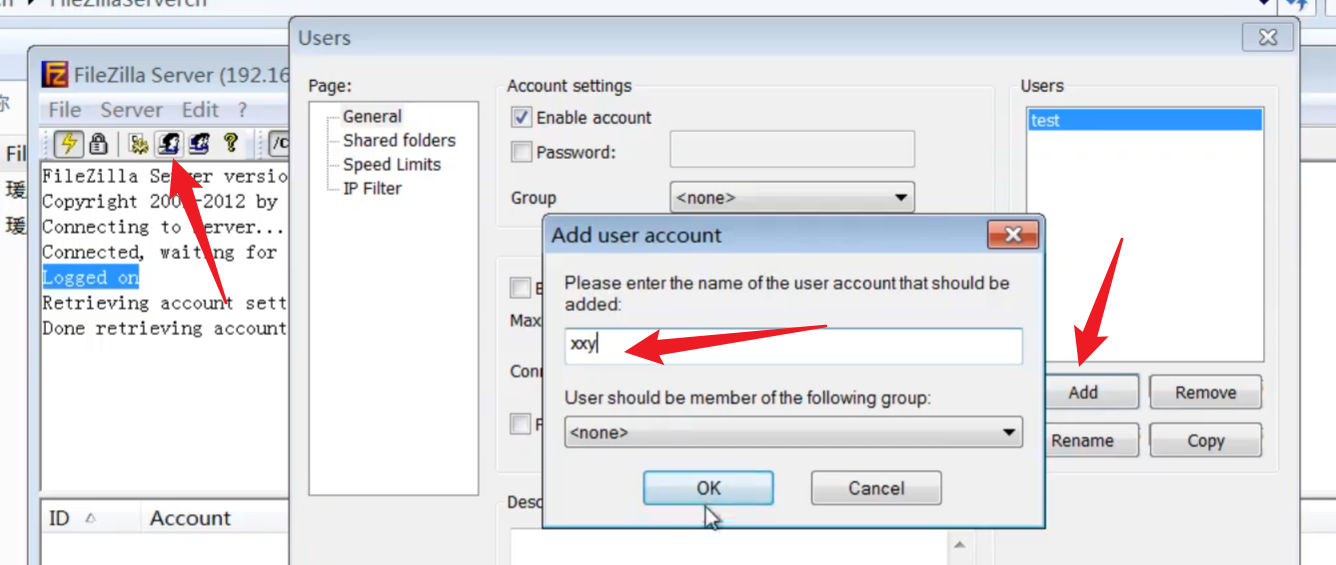 FileZillaServerch
Users
FileZilla Server (192.16
File Server Edit ?
Page:
General
Shared folders
Speed Limits
IP Filter
Account settings
Enable account
Password:
Group
<none>
Users
test
Fil
瑗
瑗
FileZilla Server versio
Copyright 2001-2012 by
Connecting to server...
Connected, waiting for
Logged on
Retrieving account sett
Done retrieving account
Add user account
Please enter the name of the user account that should be
added:
xxy
User should be member of the following group:
<none>
OK
Cancel
Max
Conn
Add
Remove
Rename
Copy
Desc
ID
Account